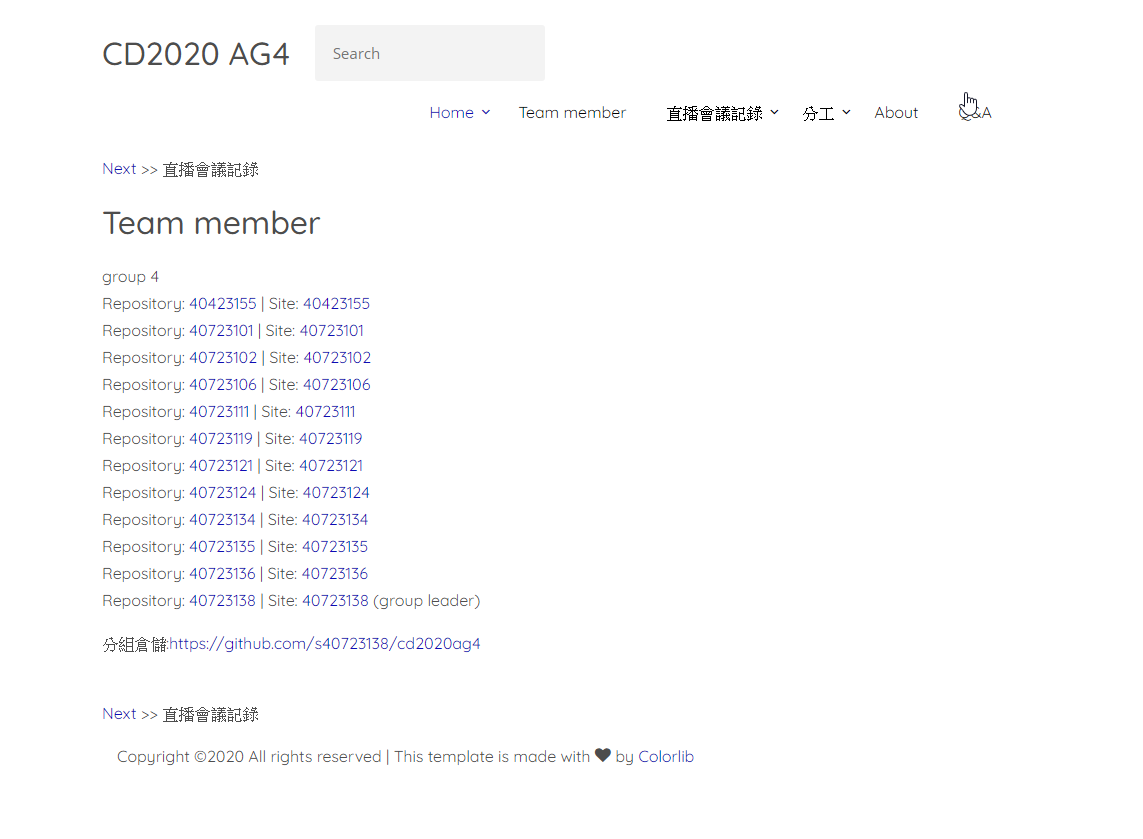 CD2020 AG4
Search
Home Team member 直播會議記錄 分工 About Q&A
Next >> 直播會議記錄
Team member
group 4
Repository: 40423155 | Site: 40423155
Repository: 40723101 | Site: 40723101
Repository: 40723102 | Site: 40723102
Repository: 40723106 | Site: 40723106
Repository: 40723111 | Site: 40723111
Repository: 40723119 | Site: 40723119
Repository: 40723121 | Site: 40723121
Repository: 40723124 | Site: 40723124
Repository: 40723134 | Site: 40723134
Repository: 40723135 | Site: 40723135
Repository: 40723136 | Site: 40723136
Repository: 40723138 | Site: 40723138 (group leader)
分組倉儲:https://github.com/s40723138/cd2020ag4
Next >> 直播會議記錄
Copyright ©2020 All rights reserved | This template is made with ♥ by Colorlib